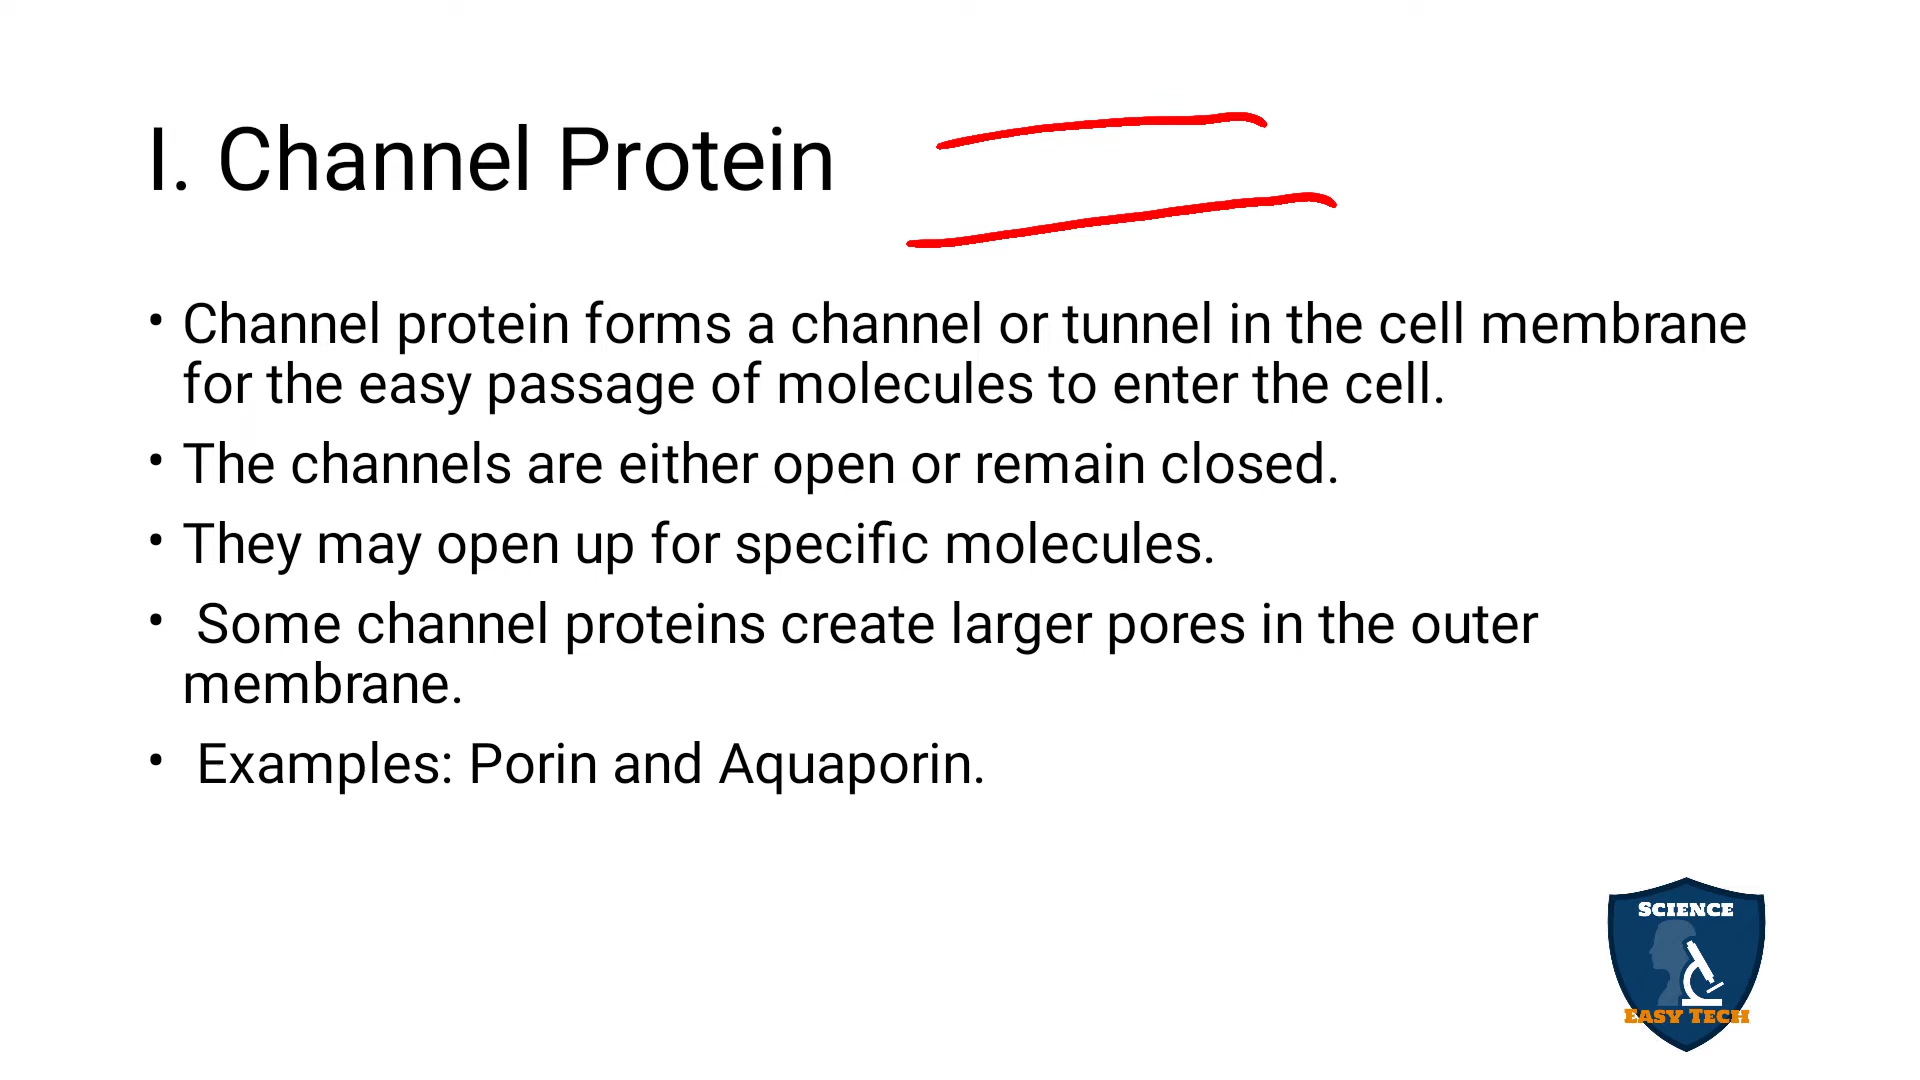 I. Channel Protein
• Channel protein forms a channel or tunnel in the cell membrane
for the easy passage of molecules to enter the cell.
• The channels are either open or remain closed.
• They may open up for specific molecules.
• Some channel proteins create larger pores in the outer
membrane.
• Examples: Porin and Aquaporin.
SCIENCE
EASY TECH